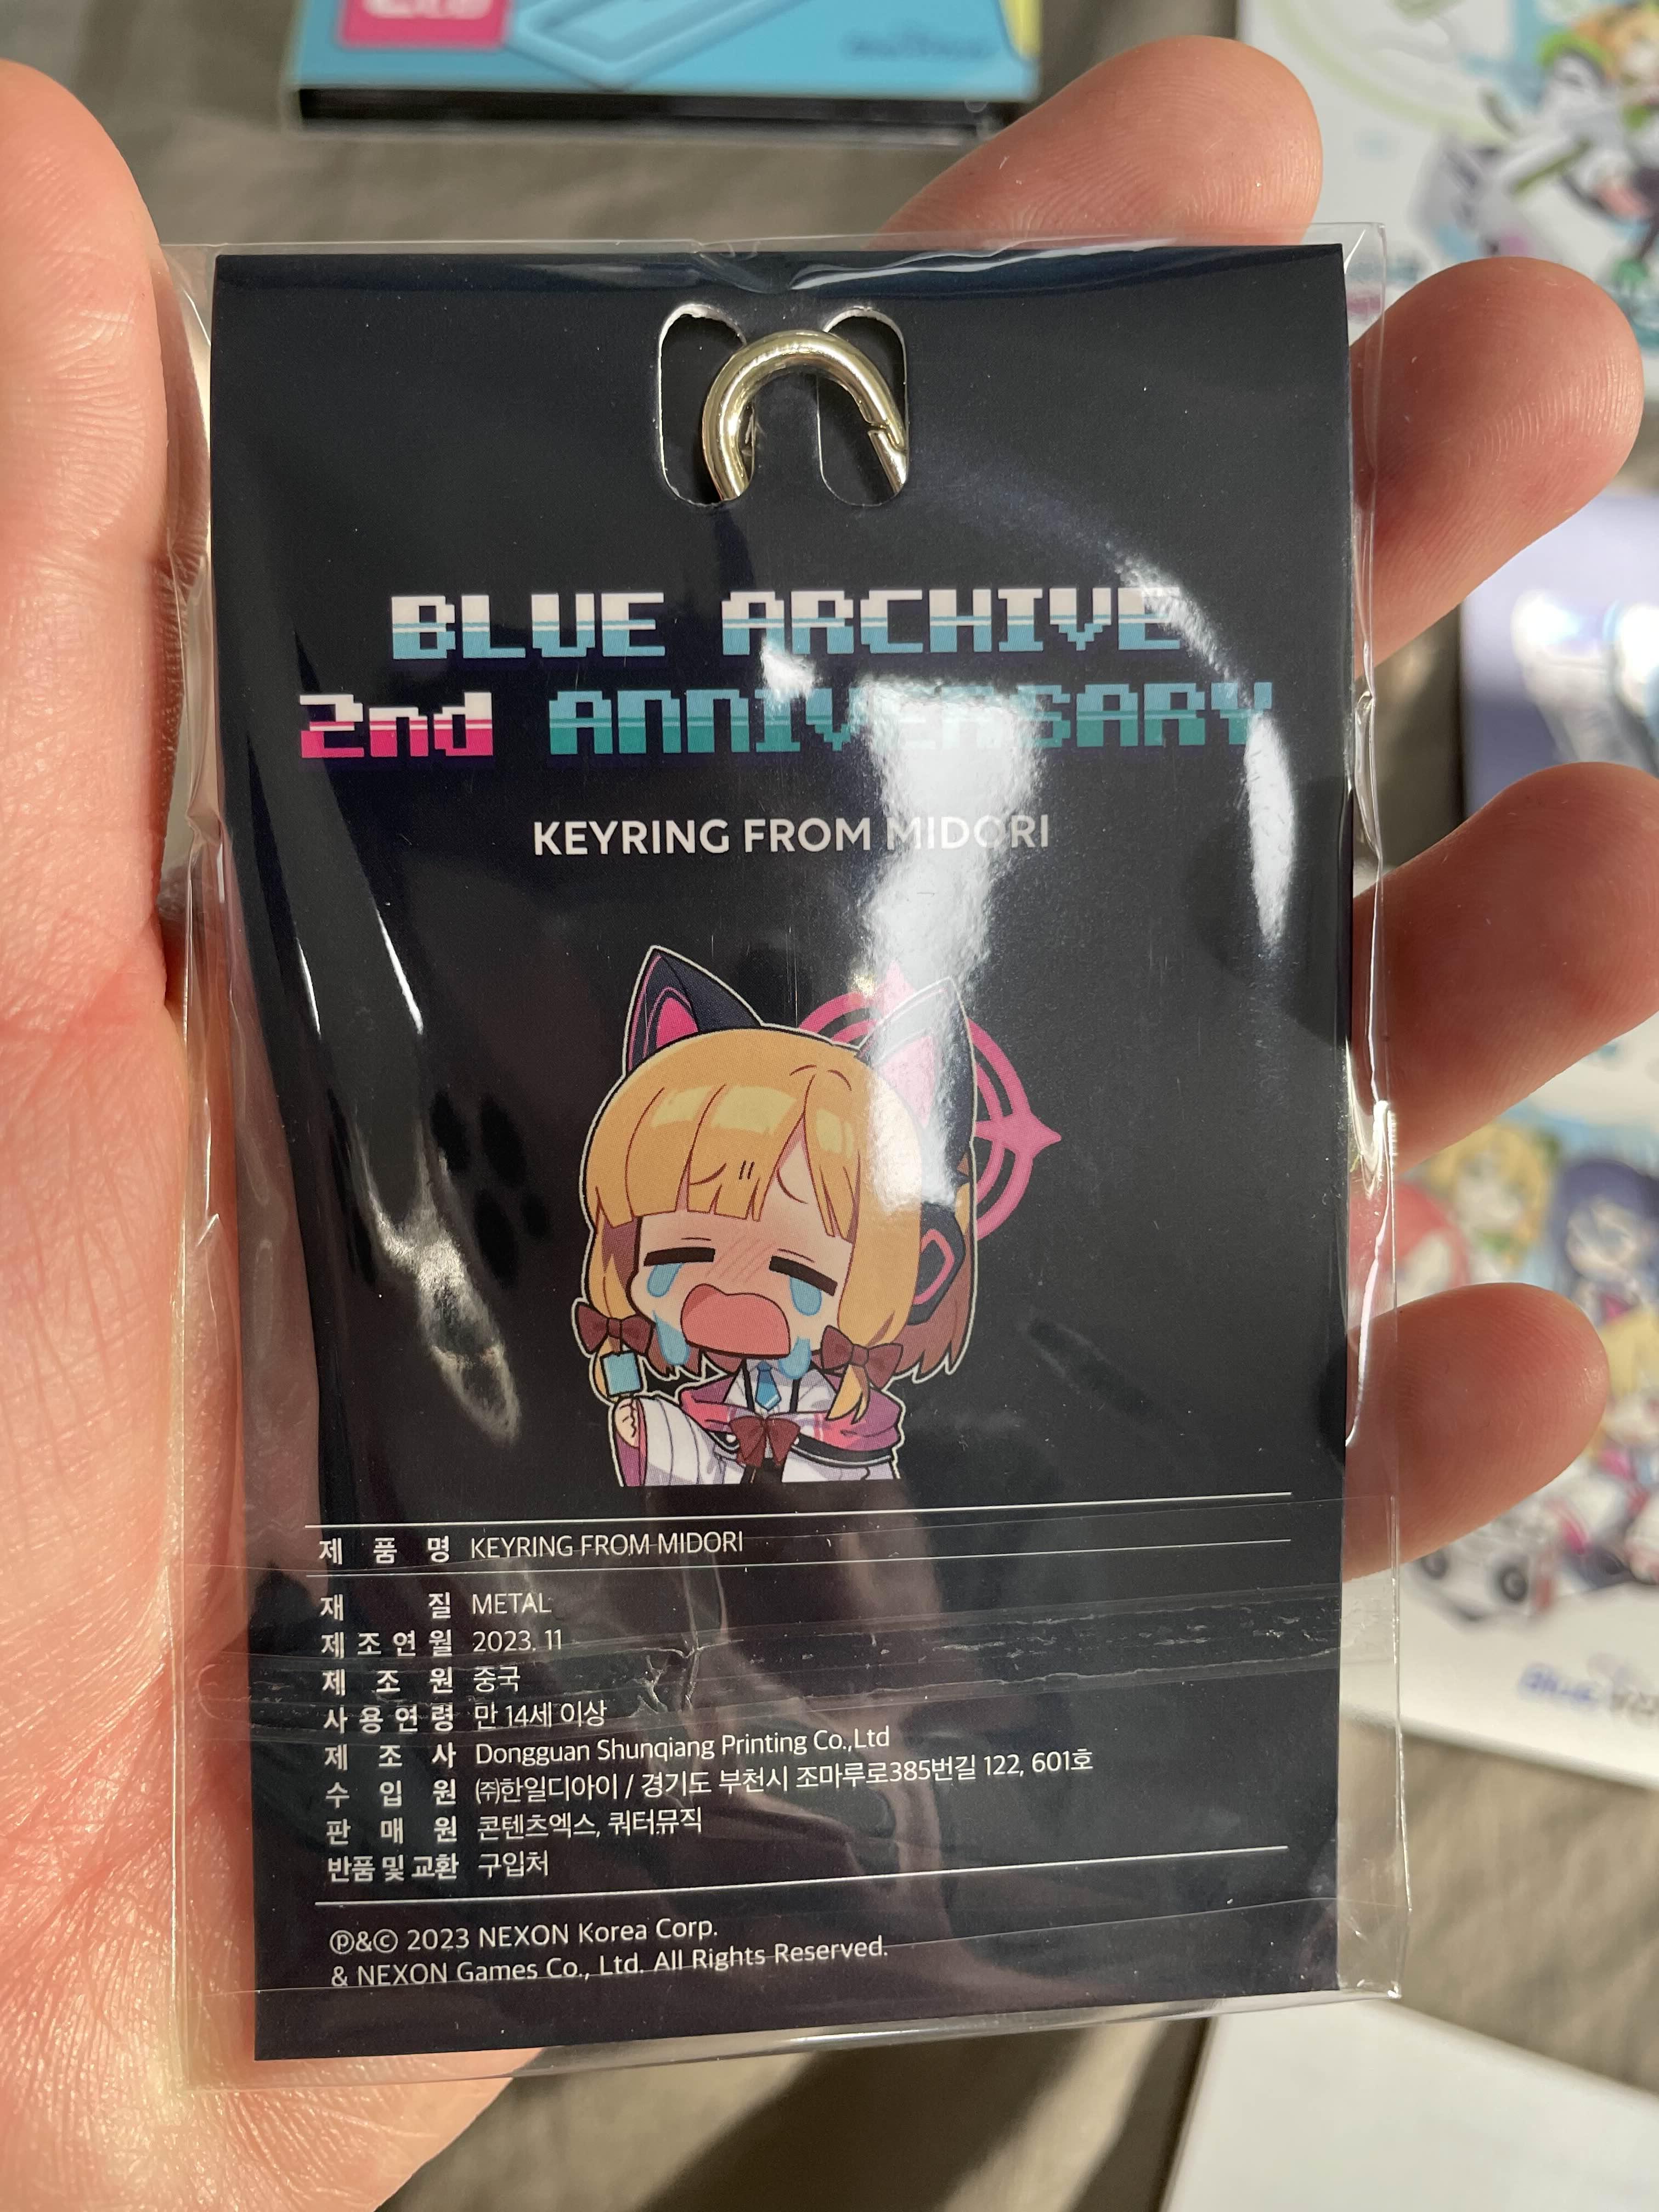 BLUE ARCHIVE
2nd ANNIVERSARY
KEYRING FROM MIDORI
제 품 명 KEYRING FROM MIDORI
재 질 METAL
제조연월 2023. 11
제 조 원 중국
사용연령 만 14세 이상
제 조 사 Dongguan Shunqiang Printing Co.,Ltd
수 입 원 ㈜한일디아이 / 경기도 부천시 조마루로385번길 122, 601호
판 매 원 콘텐츠엑스, 쿼터뮤직
반품 및 교환 구입처
Ⓟ&© 2023 NEXON Korea Corp.
& NEXON Games Co., Ltd. All Rights Reserved.